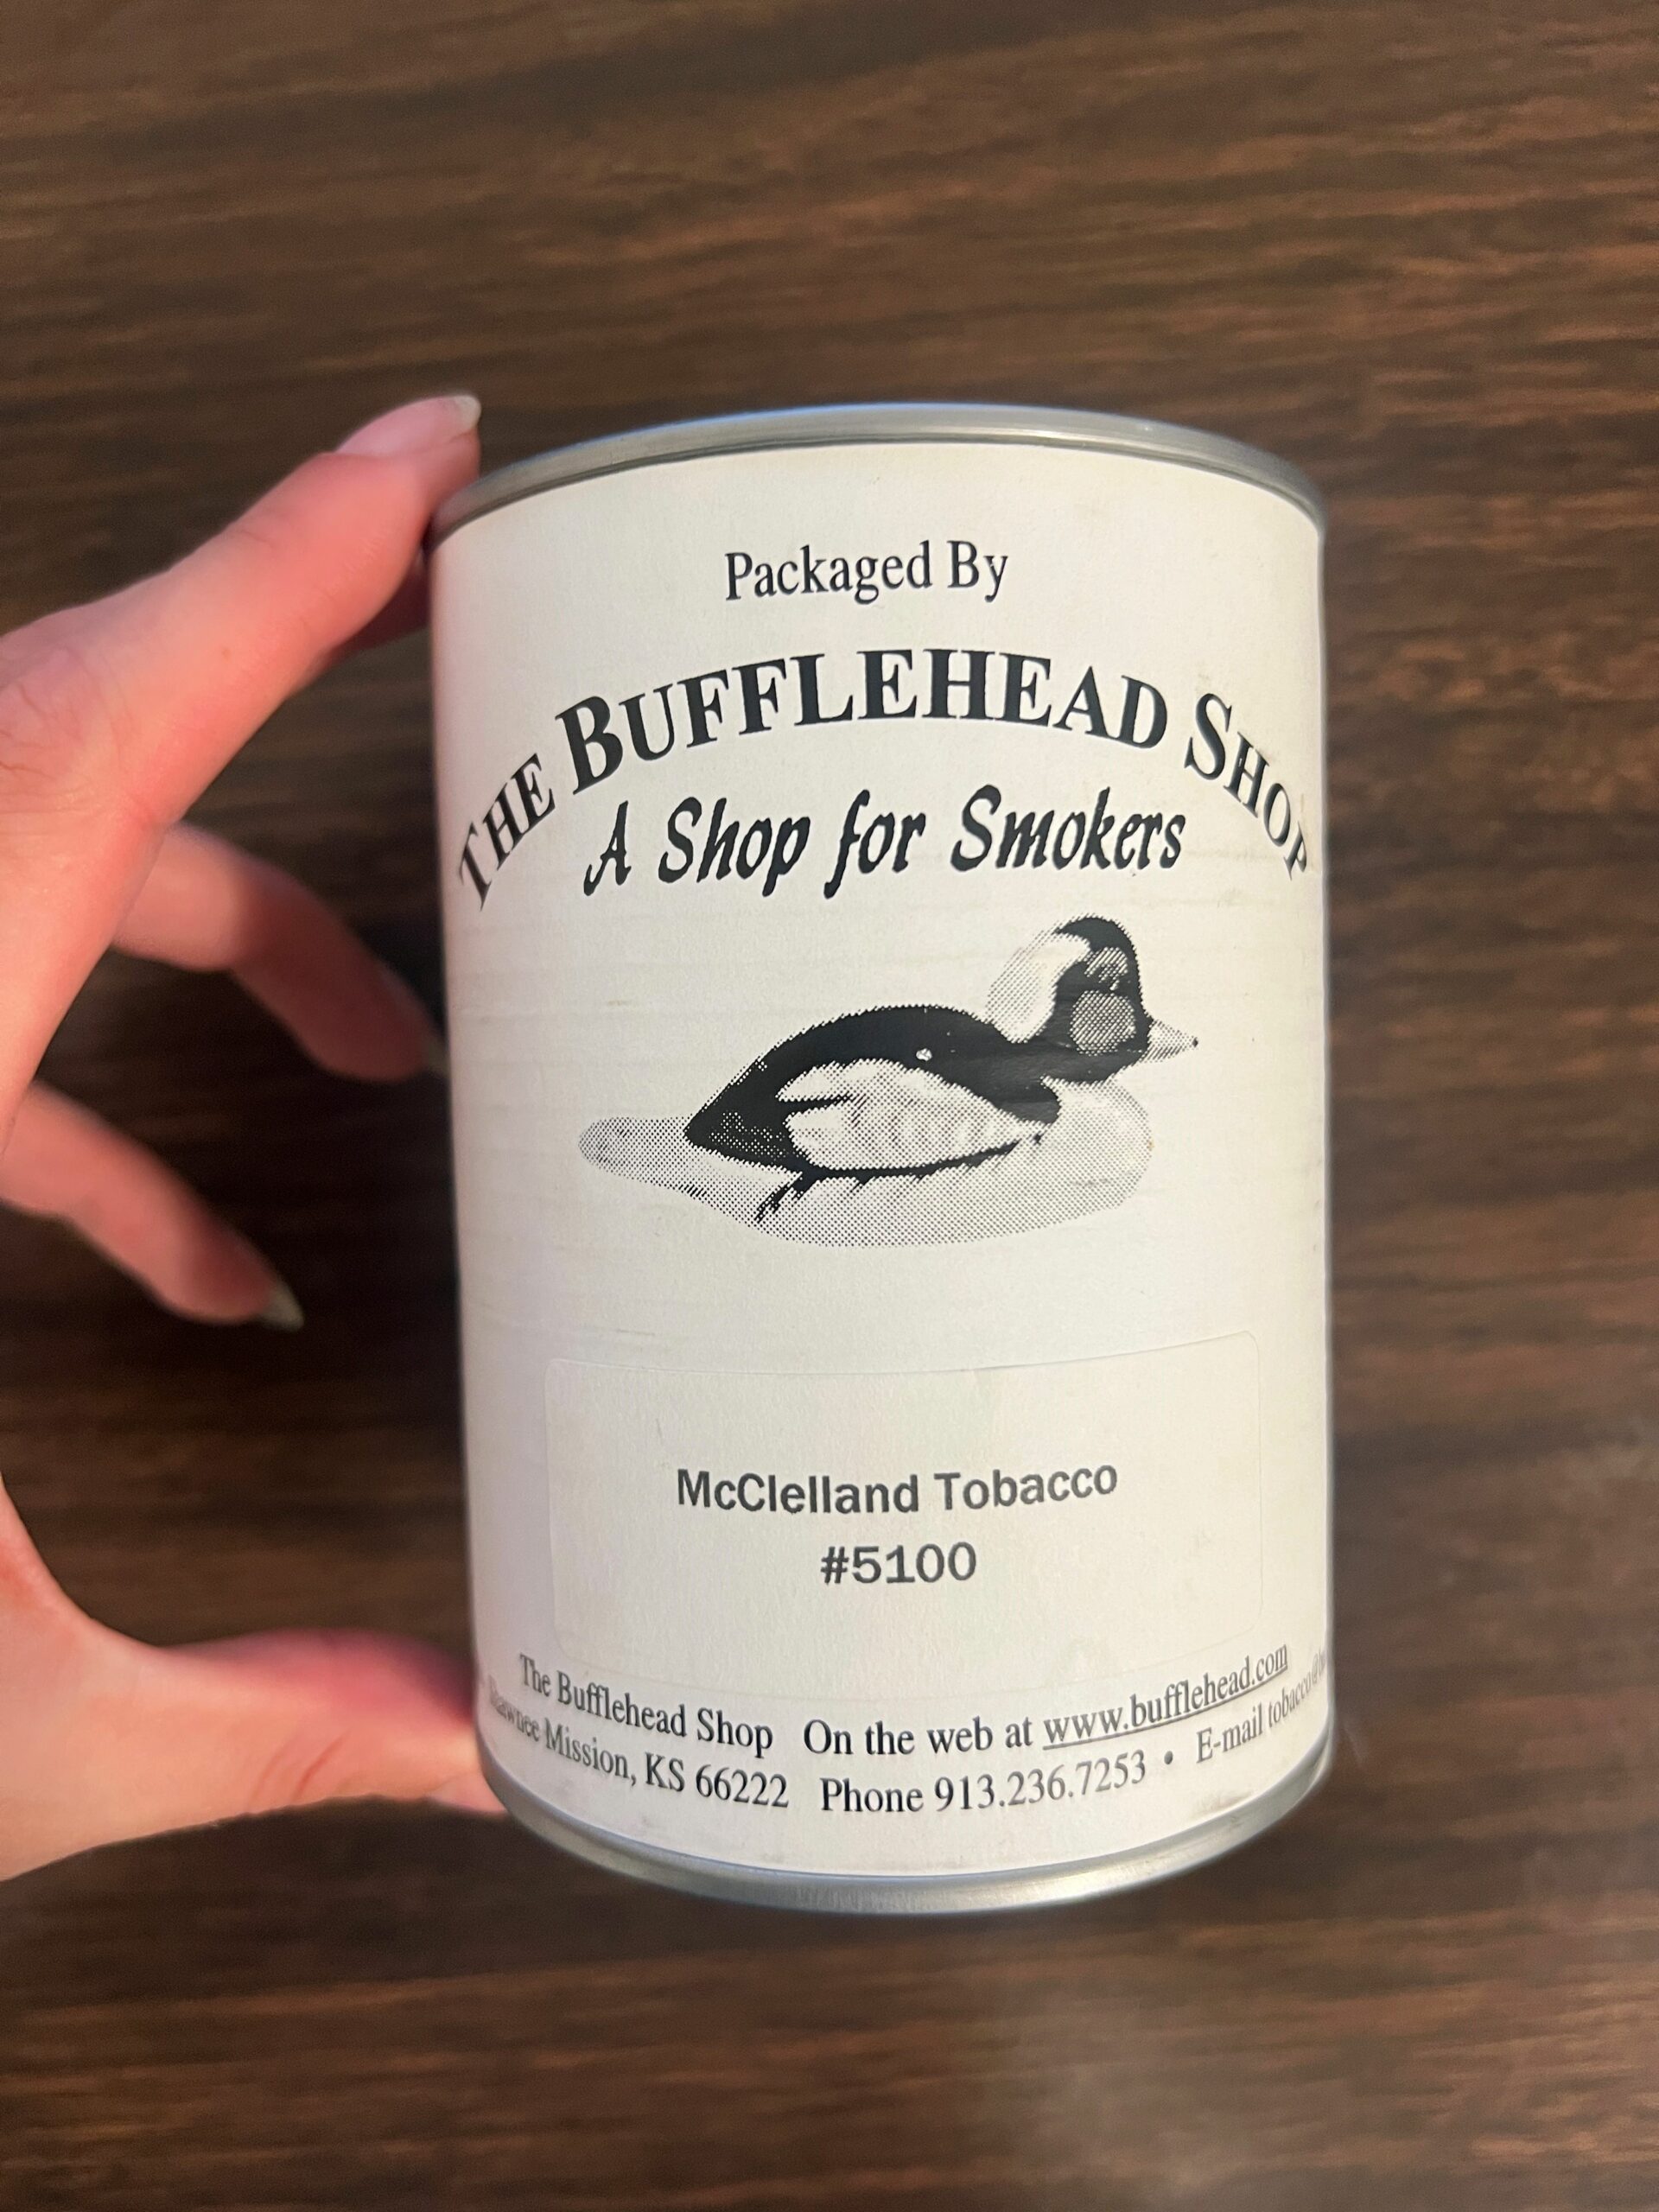 Packaged By
THE BUFFLEHEAD SHOP
A Shop for Smokers
McClelland Tobacco
#5100
The Bufflehead Shop On the web at www.bufflehead.com
Shawnee Mission, KS 66222 Phone 913.236.7253 • E-mail